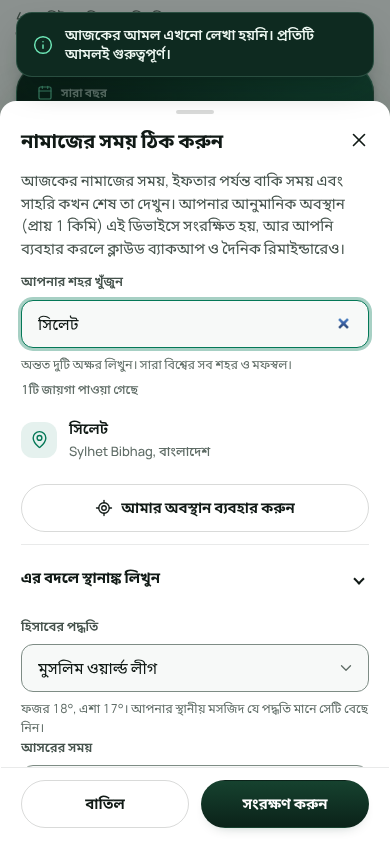 আজকের আমল এখনো লেখা হয়নি। প্রতিটি
আমলই গুরুত্বপূর্ণ।
সারা বছর
নামাজের সময় ঠিক করুন
আজকের নামাজের সময়, ইফতার পর্যন্ত বাকি সময় এবং
সাহরি কখন শেষ তা দেখুন। আপনার আনুমানিক অবস্থান
(প্রায় 1 কিমি) এই ডিভাইসে সংরক্ষিত হয়, আর আপনি
ব্যবহার করলে ক্লাউড ব্যাকআপ ও দৈনিক রিমাইন্ডারেও।
আপনার শহর খুঁজুন
সিলেট
অন্তত দুটি অক্ষর লিখুন। সারা বিশ্বের সব শহর ও মফস্বল।
1টি জায়গা পাওয়া গেছে
সিলেট
Sylhet Bibhag, বাংলাদেশ
আমার অবস্থান ব্যবহার করুন
এর বদলে স্থানাঙ্ক লিখুন
হিসাবের পদ্ধতি
মুসলিম ওয়ার্ল্ড লীগ
ফজর 18°, এশা 17°। আপনার স্থানীয় মসজিদ যে পদ্ধতি মানে সেটি বেছে
নিন।
আসরের সময়
বাতিল
সংরক্ষণ করুন